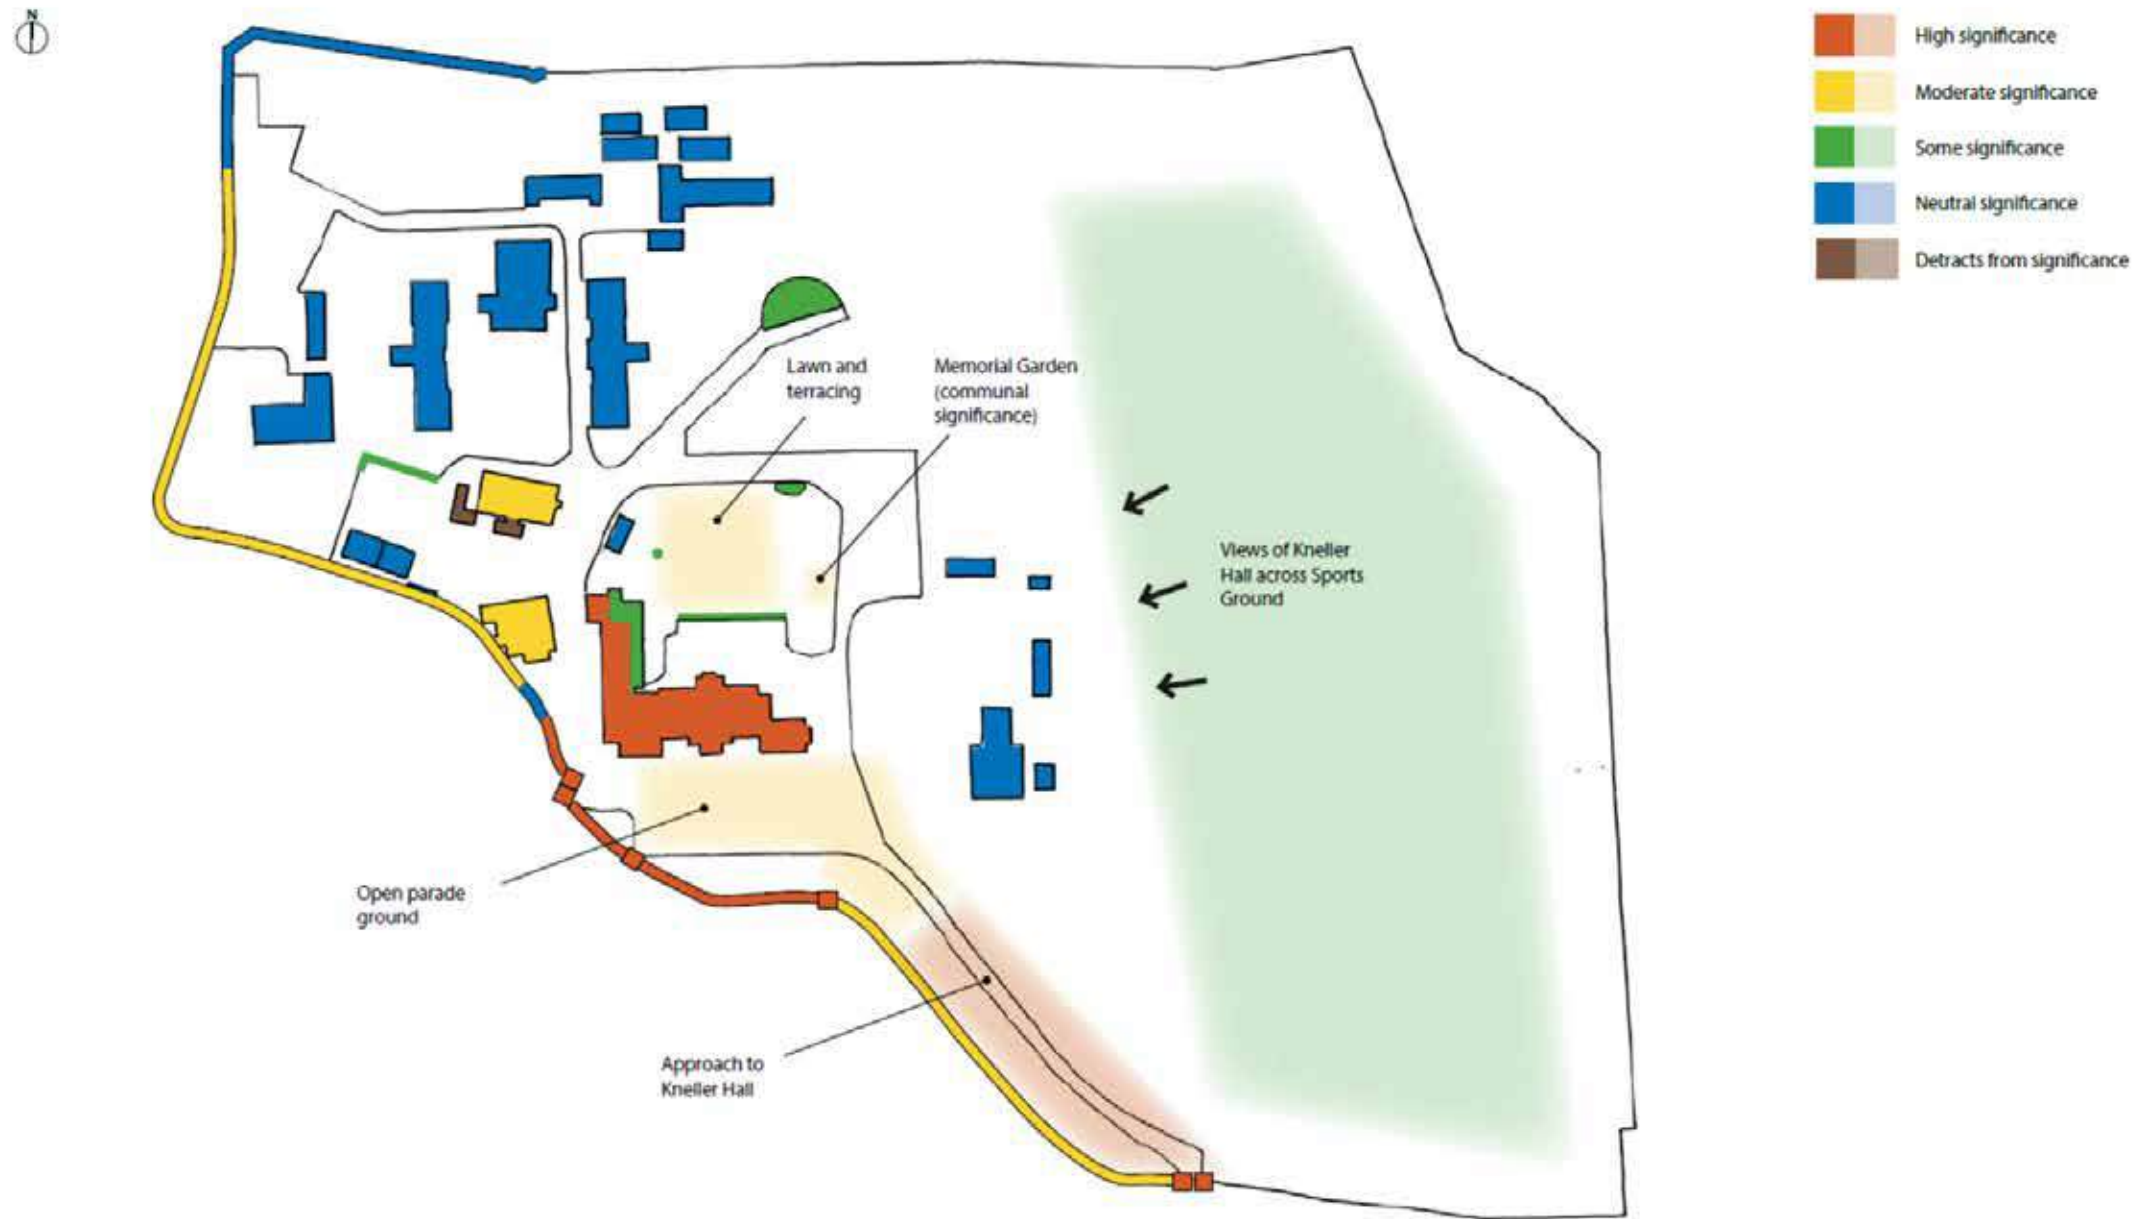 N
High significance
Moderate significance
Some significance
Neutral significance
Detracts from significance
Lawn and
terracing
Memorial Garden
(communal
significance)
Views of Kneller
Hall across Sports
Ground
Open parade
ground
Approach to
Kneller Hall